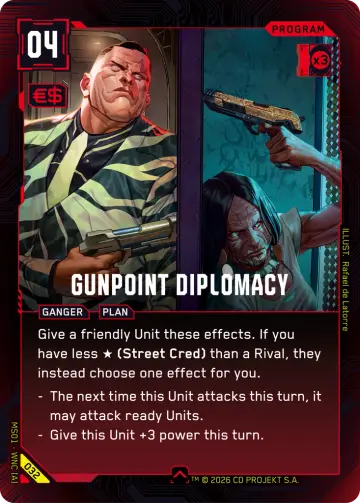 04
PROGRAM
€$
x3
GUNPOINT DIPLOMACY
GANGER PLAN
Give a friendly Unit these effects. If you
have less ★ (Street Cred) than a Rival, they
instead choose one effect for you.
- The next time this Unit attacks this turn, it
may attack ready Units.
- Give this Unit +3 power this turn.
ILLUST. Rafael de Latorre
MS01 · WNC(A)
032
™ © 2026 CD PROJEKT S.A.